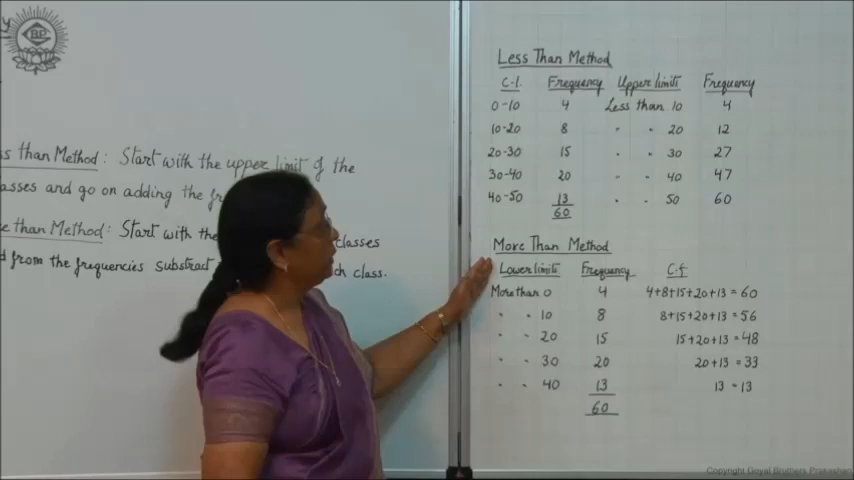 BP
ss than Method : Start with the upper limit of the
lasses and go on adding the fr
re than Method : Start with the classes
d from the frequencies substract ch class.
Less Than Method
C.I. Frequency Upper limits Frequency
0-10 4 Less than 10 4
10-20 8 " " 20 12
20-30 15 " " 30 27
30-40 20 " " 40 47
40-50 13 " " 50 60
60
More Than Method
Lower limits Frequency C.f
More than 0 4 4+8+15+20+13 = 60
" " 10 8 8+15+20+13 = 56
" " 20 15 15+20+13 = 48
" " 30 20 20+13 = 33
" " 40 13 13 = 13
60
Copyright Goyal Brothers Prakashan